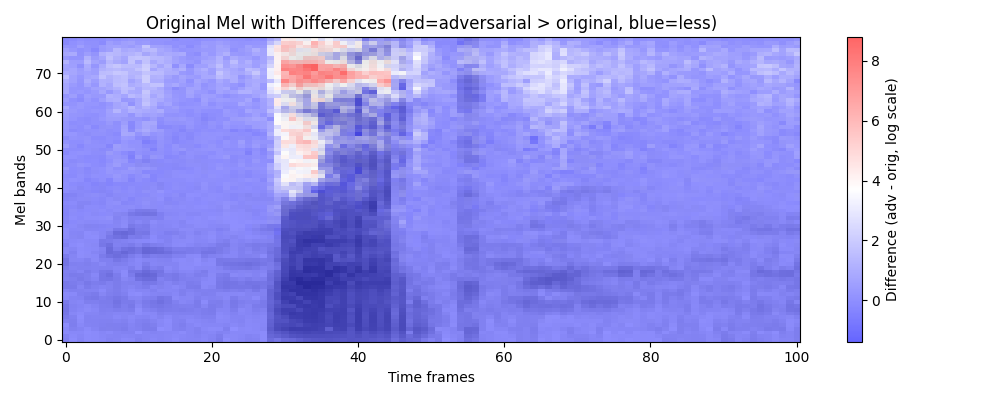 Original Mel with Differences (red=adversarial > original, blue=less)
Mel bands
70
60
50
40
30
20
10
0
0 20 40 60 80 100
Time frames
8
6
4
2
0
Difference (adv - orig, log scale)